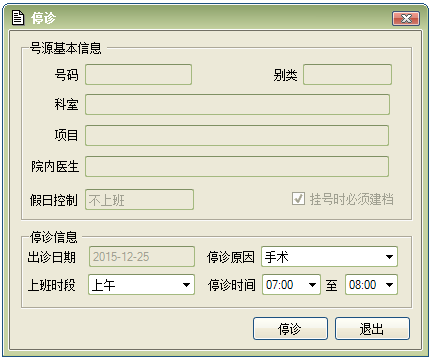 停诊
号源基本信息
号码 别类
科室
项目
院内医生
假日控制 不上班 挂号时必须建档
停诊信息
出诊日期 2015-12-25 停诊原因 手术
上班时段 上午 停诊时间 07:00 至 08:00
停诊 退出